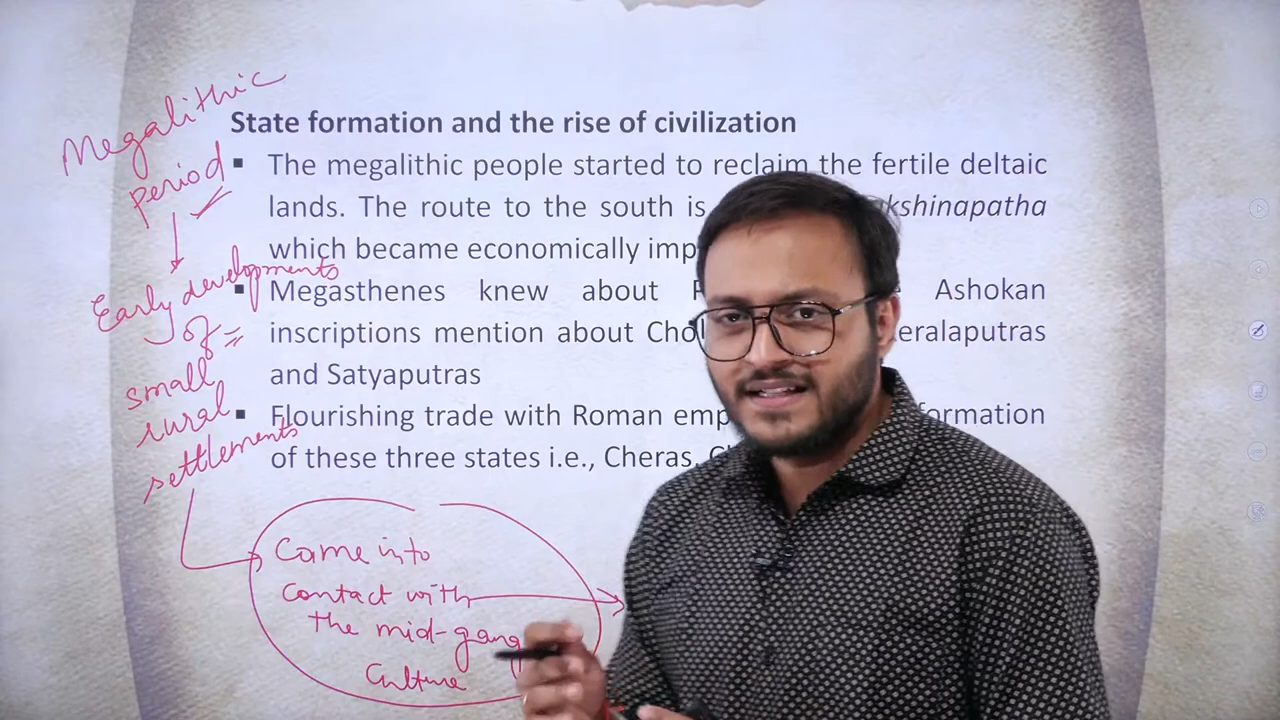 State formation and the rise of civilization
▪ The megalithic people started to reclaim the fertile deltaic
lands. The route to the south is kshinapatha
which became economically imp
▪ Megasthenes knew about Ashokan
inscriptions mention about Chol eralaputras
and Satyaputras
▪ Flourishing trade with Roman emp formation
of these three states i.e., Cheras,
Megalithic
period
Early developments
of
small
rural
settlements
Came into
contact with
the mid-gang
Culture